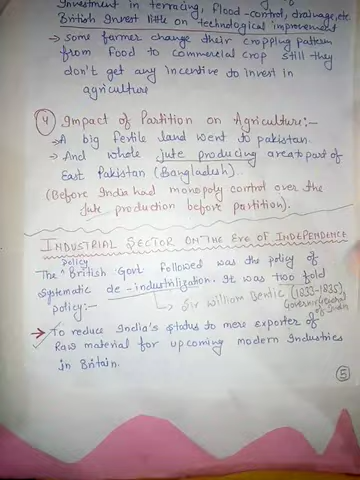 Investment in terracing, flood-control, drainage, etc
British Invest little on technological improvement
→ Some farmer change their cropping pattern
from Food to commercial crop still they
don't get any incentive to invest in
agriculture
④ Impact of Partition on Agriculture:-
→ A big fertile land went to pakistan.
→ And whole jute producing area to part of
East Pakistan (Bangladesh).
(Before India had monopoly control over the
Jute production before partition).
INDUSTRIAL SECTOR ON THE EVE OF INDEPENDENCE
policy
The ^ British Govt followed was the policy of
systematic de-industrilization. It was two fold
policy:-
↳ Sir William Bentic (1833-1835)
Governor General
of India
→ To reduce India's status to mere exporter of
Raw material for upcoming modern Industries
in Britain.
⑤